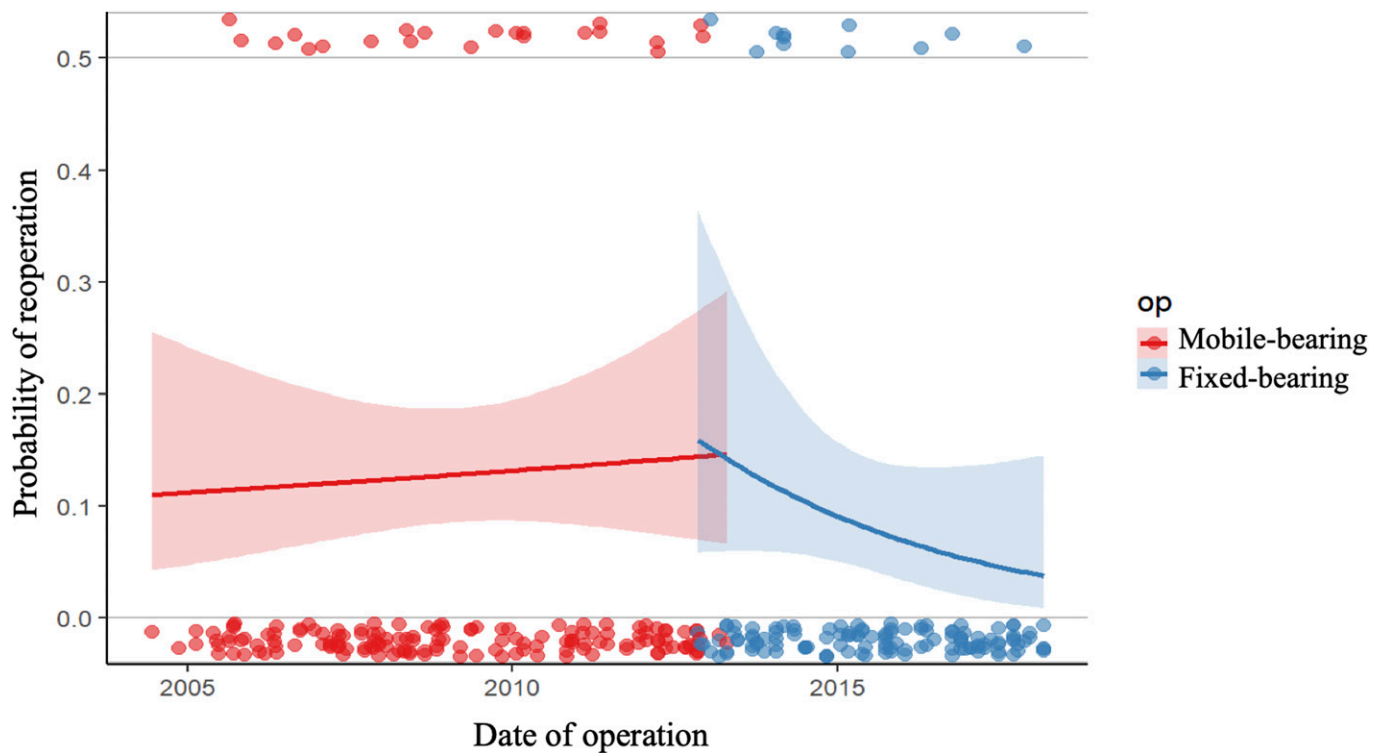 0.5
0.4
0.3
0.2
0.1
0.0
Probability of reoperation
2005 2010 2015
Date of operation
op
Mobile-bearing
Fixed-bearing